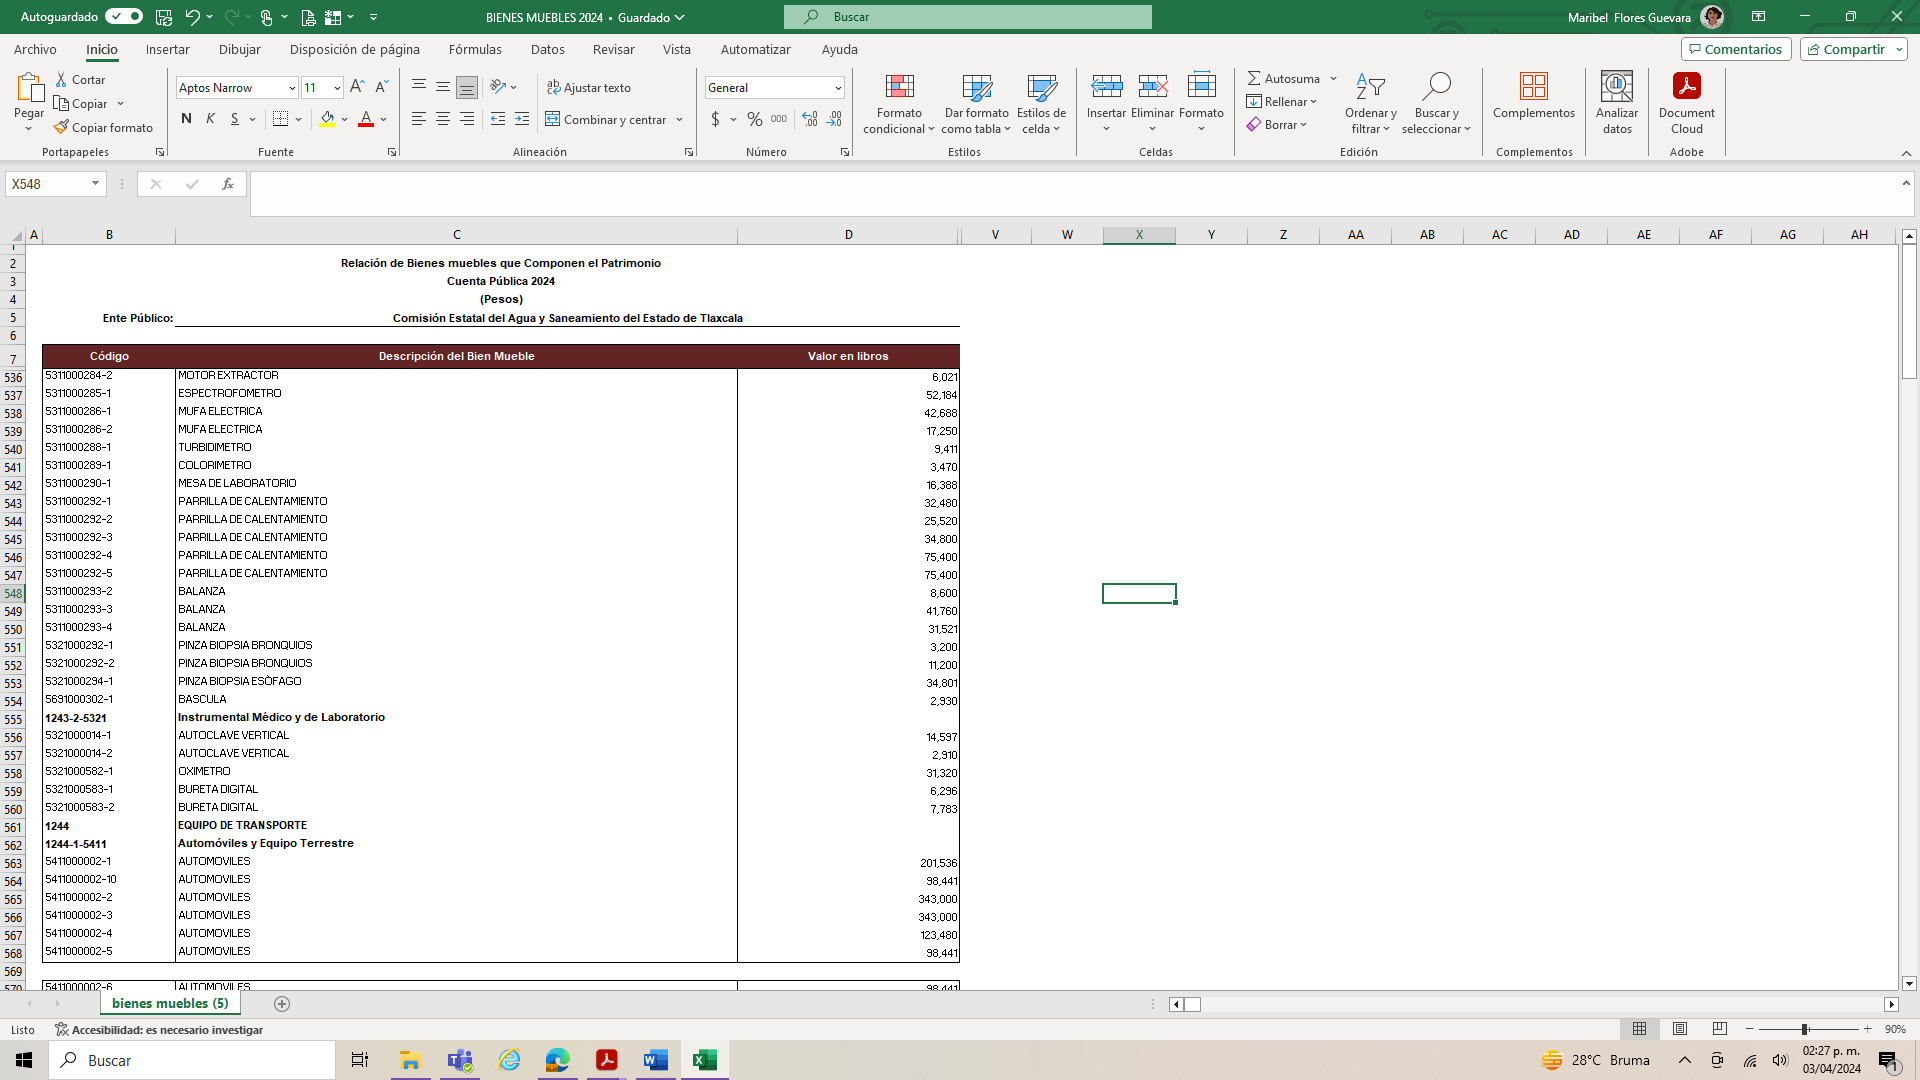 Autoguardado BIENES MUEBLES 2024 • Guardado Buscar Maribel Flores Guevara
Archivo Inicio Insertar Dibujar Disposición de página Fórmulas Datos Revisar Vista Automatizar Ayuda Comentarios Compartir
Pegar Cortar Copiar Copiar formato Portapapeles
Aptos Narrow 11 N K S Fuente
Ajustar texto Combinar y centrar Alineación
General $ % 000 Número
Formato condicional Dar formato como tabla Estilos de celda Estilos
Insertar Eliminar Formato Celdas
Autosuma Rellenar Borrar Ordenar y filtrar Buscar y seleccionar Edición
Complementos Complementos
Analizar datos
Document Cloud Adobe
X548 fx
A B C D V W X Y Z AA AB AC AD AE AF AG AH
2 Relación de Bienes muebles que Componen el Patrimonio
3 Cuenta Pública 2024
4 (Pesos)
5 Ente Público: Comisión Estatal del Agua y Saneamiento del Estado de Tlaxcala
6
7 Código Descripción del Bien Mueble Valor en libros
536 5311000284-2 MOTOR EXTRACTOR 6,021
537 5311000285-1 ESPECTROFOMETRO 52,184
538 5311000286-1 MUFA ELECTRICA 42,688
539 5311000286-2 MUFA ELECTRICA 17,250
540 5311000288-1 TURBIDIMETRO 9,411
541 5311000289-1 COLORIMETRO 3,470
542 5311000290-1 MESA DE LABORATORIO 16,388
543 5311000292-1 PARRILLA DE CALENTAMIENTO 32,480
544 5311000292-2 PARRILLA DE CALENTAMIENTO 25,520
545 5311000292-3 PARRILLA DE CALENTAMIENTO 34,800
546 5311000292-4 PARRILLA DE CALENTAMIENTO 75,400
547 5311000292-5 PARRILLA DE CALENTAMIENTO 75,400
548 5311000293-2 BALANZA 8,600
549 5311000293-3 BALANZA 41,760
550 5311000293-4 BALANZA 31,521
551 5321000292-1 PINZA BIOPSIA BRONQUIOS 3,200
552 5321000292-2 PINZA BIOPSIA BRONQUIOS 11,200
553 5321000294-1 PINZA BIOPSIA ESÒFAGO 34,801
554 5691000302-1 BASCULA 2,930
555 1243-2-5321 Instrumental Médico y de Laboratorio
556 5321000014-1 AUTOCLAVE VERTICAL 14,597
557 5321000014-2 AUTOCLAVE VERTICAL 2,910
558 5321000582-1 OXIMETRO 31,320
559 5321000583-1 BURETA DIGITAL 6,296
560 5321000583-2 BURETA DIGITAL 7,783
561 1244 EQUIPO DE TRANSPORTE
562 1244-1-5411 Automóviles y Equipo Terrestre
563 5411000002-1 AUTOMOVILES 201,536
564 5411000002-10 AUTOMOVILES 98,441
565 5411000002-2 AUTOMOVILES 343,000
566 5411000002-3 AUTOMOVILES 343,000
567 5411000002-4 AUTOMOVILES 123,480
568 5411000002-5 AUTOMOVILES 98,441
569
570 5411000002-6 AUTOMOVILES 98,441
bienes muebles (5)
Listo Accesibilidad: es necesario investigar 90%
Buscar 28°C Bruma 02:27 p. m.
03/04/2024 1